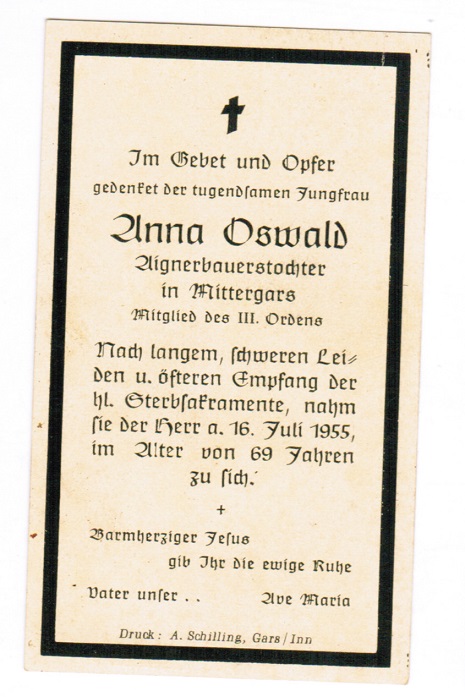 Im Gebet und Opfer
gedenket der tugendsamen Jungfrau
Anna Oswald
Aignerbauerstochter
in Mittergars
Mitglied des III. Ordens
Nach langem, schweren Lei-
den u. öfteren Empfang der
hl. Sterbsakramente, nahm
sie der Herr a. 16. Juli 1955,
im Alter von 69 Jahren
zu sich.
Barmherziger Jesus
gib Ihr die ewige Ruhe
Vater unser . . Ave Maria
Druck: A. Schilling, Gars/Inn